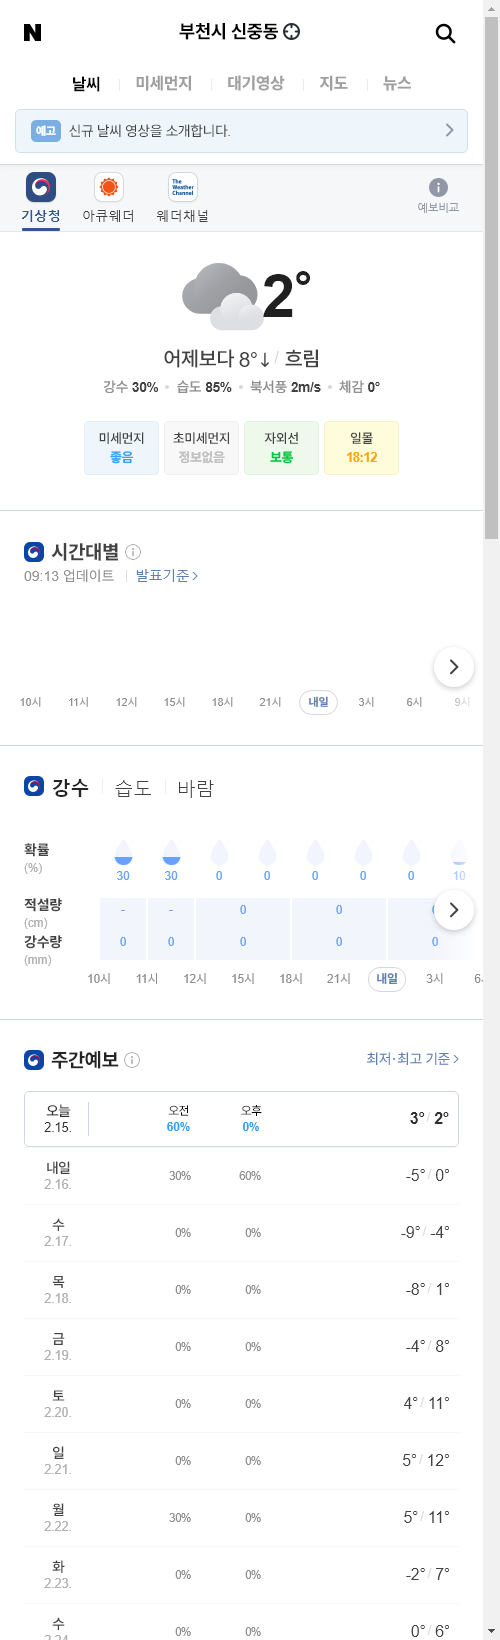 N
부천시 신중동
날씨 미세먼지 대기영상 지도 뉴스
예고 신규 날씨 영상을 소개합니다.
The Weather Channel
기상청 아큐웨더 웨더채널 예보비교
2°
어제보다 8°↓ / 흐림
강수 30% 습도 85% 북서풍 2m/s 체감 0°
미세먼지 초미세먼지 자외선 일몰
좋음 정보없음 보통 18:12
시간대별
09:13 업데이트 발표기준
10시 11시 12시 15시 18시 21시 내일 3시 6시 9시
강수 습도 바람
확률
(%)
30 30 0 0 0 0 0 10
적설량 - - 0 0
(cm)
강수량 0 0 0 0 0
(mm)
10시 11시 12시 15시 18시 21시 내일 3시
주간예보 최저·최고 기준
오늘 오전 오후
2.15. 60% 0% 3° / 2°
내일
2.16. 30% 60% -5° / 0°
수
2.17. 0% 0% -9° / -4°
목
2.18. 0% 0% -8° / 1°
금
2.19. 0% 0% -4° / 8°
토
2.20. 0% 0% 4° / 11°
일
2.21. 0% 0% 5° / 12°
월
2.22. 30% 0% 5° / 11°
화
2.23. 0% 0% -2° / 7°
수
2.24. 0% 0% 0° / 6°